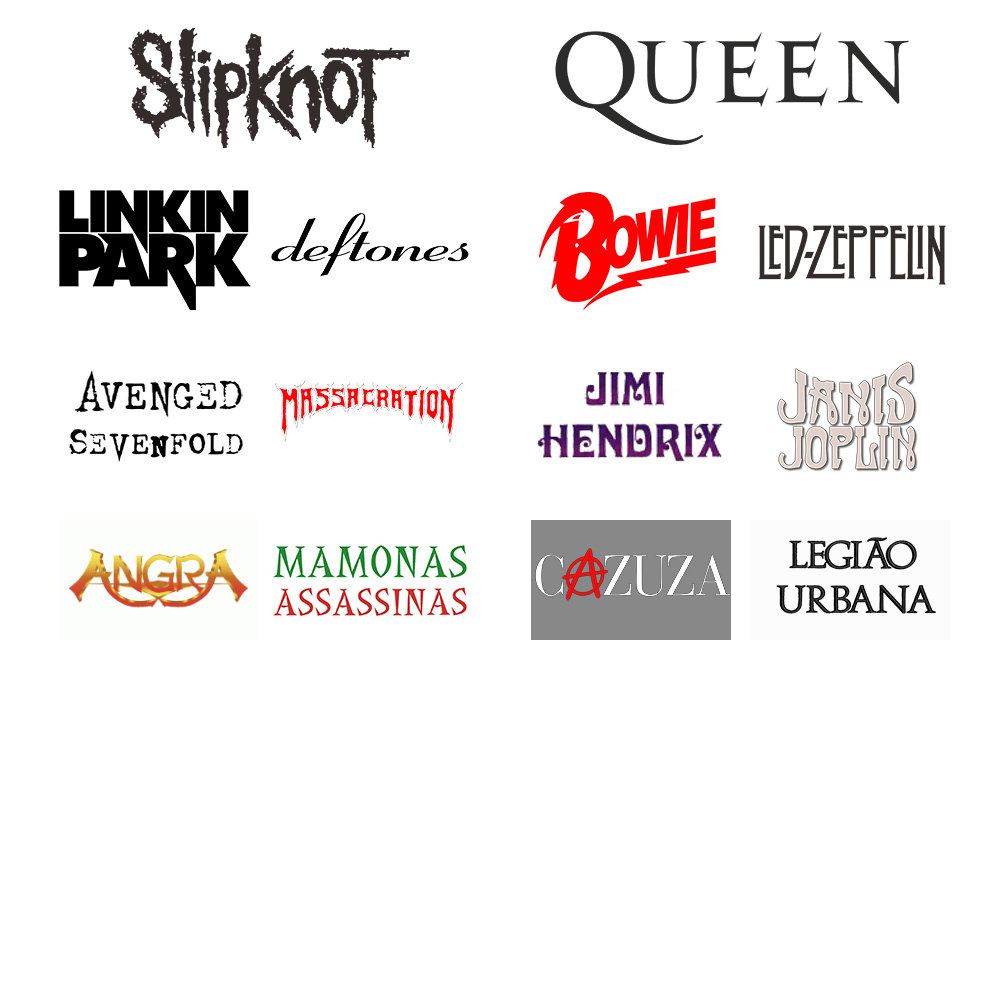 Slipknot
QUEEN
LINKIN
PARK
deftones
BOWIE
LED-ZEPPELIN
AVENGED
SEVENFOLD
MASSACRATION
JIMI
HENDRIX
JANIS
JOPLIN
ANGRA
MAMONAS
ASSASSINAS
CAZUZA
LEGIÃO
URBANA